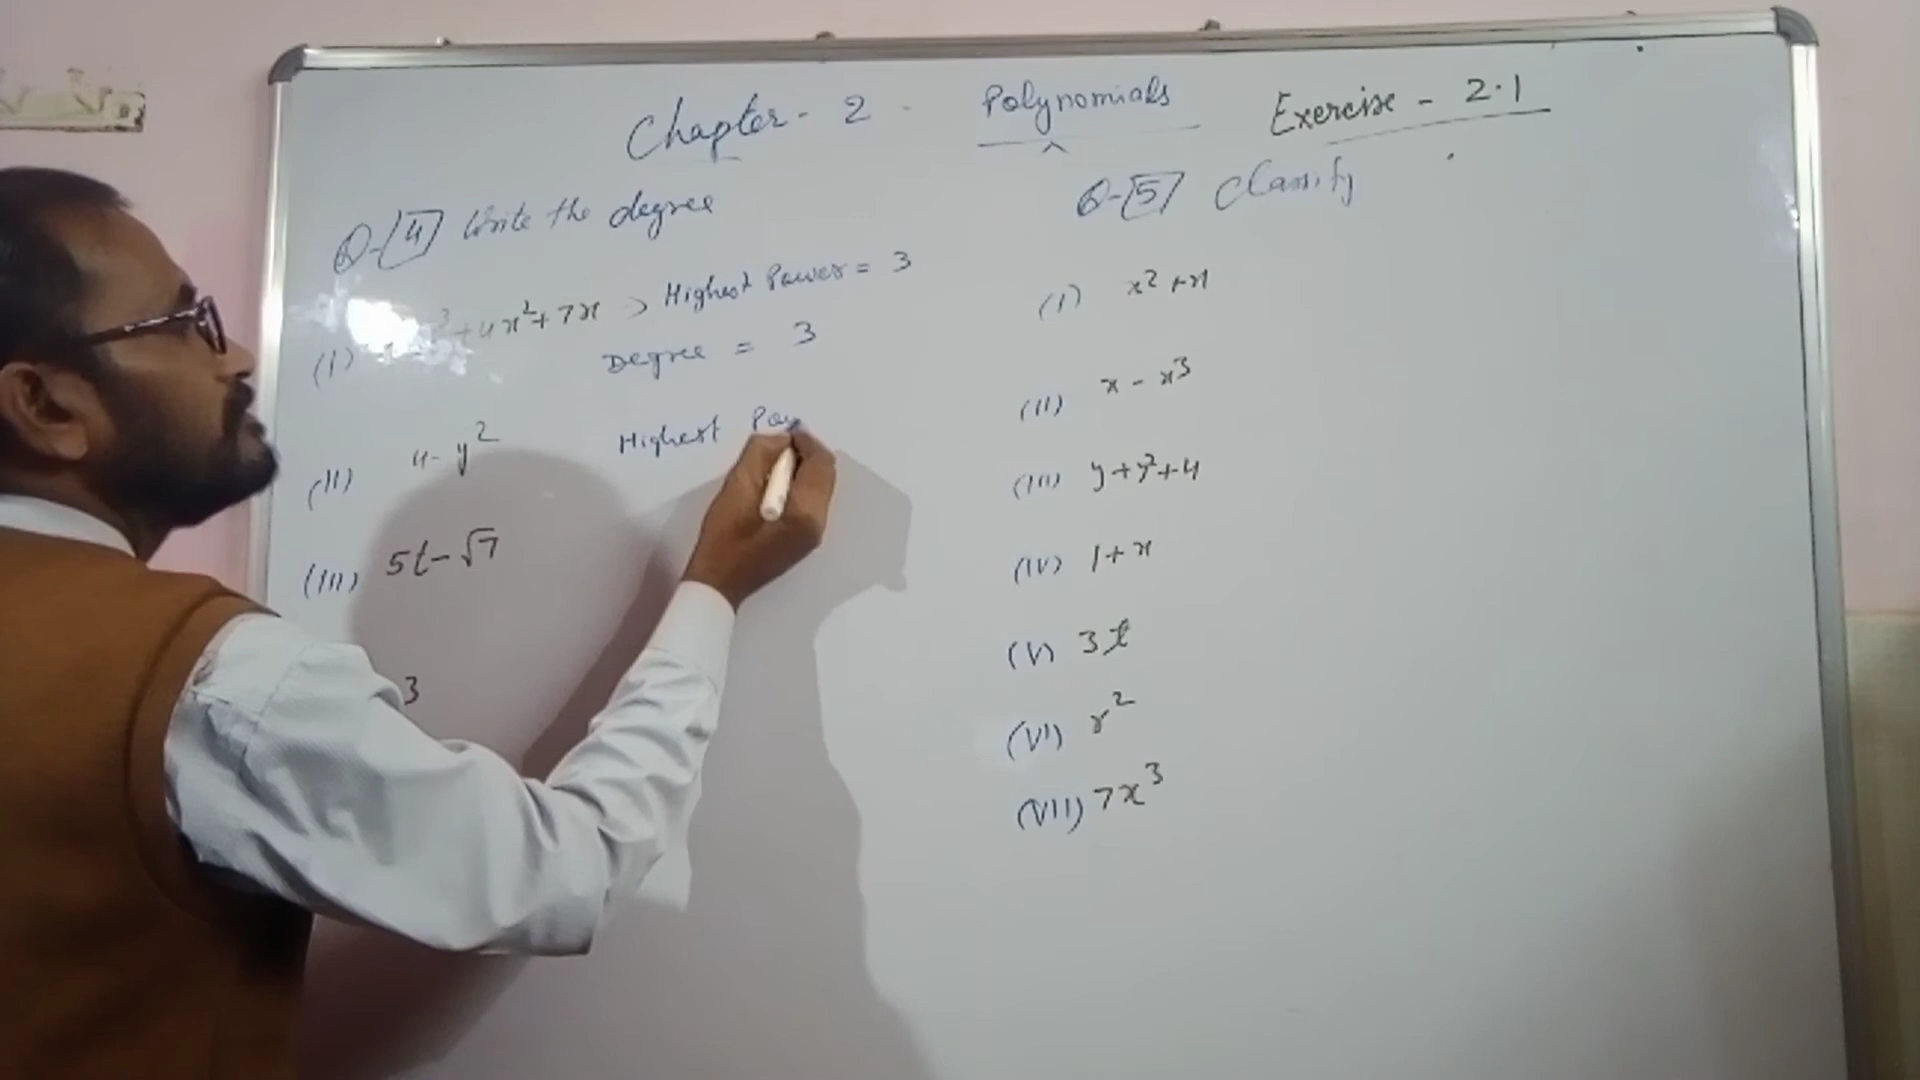 Chapter - 2 Polynomials Exercise - 2.1
Q-4 Write the degree
(I) ³ + 4x² + 7x → Highest Power = 3
Degree = 3
(II) 4 - y² Highest Pow
(III) 5t - √7
3
Q-5 Classify
(I) x² + x
(II) x - x³
(III) y + y² + 4
(IV) 1 + x
(V) 3t
(VI) r²
(VII) 7x³